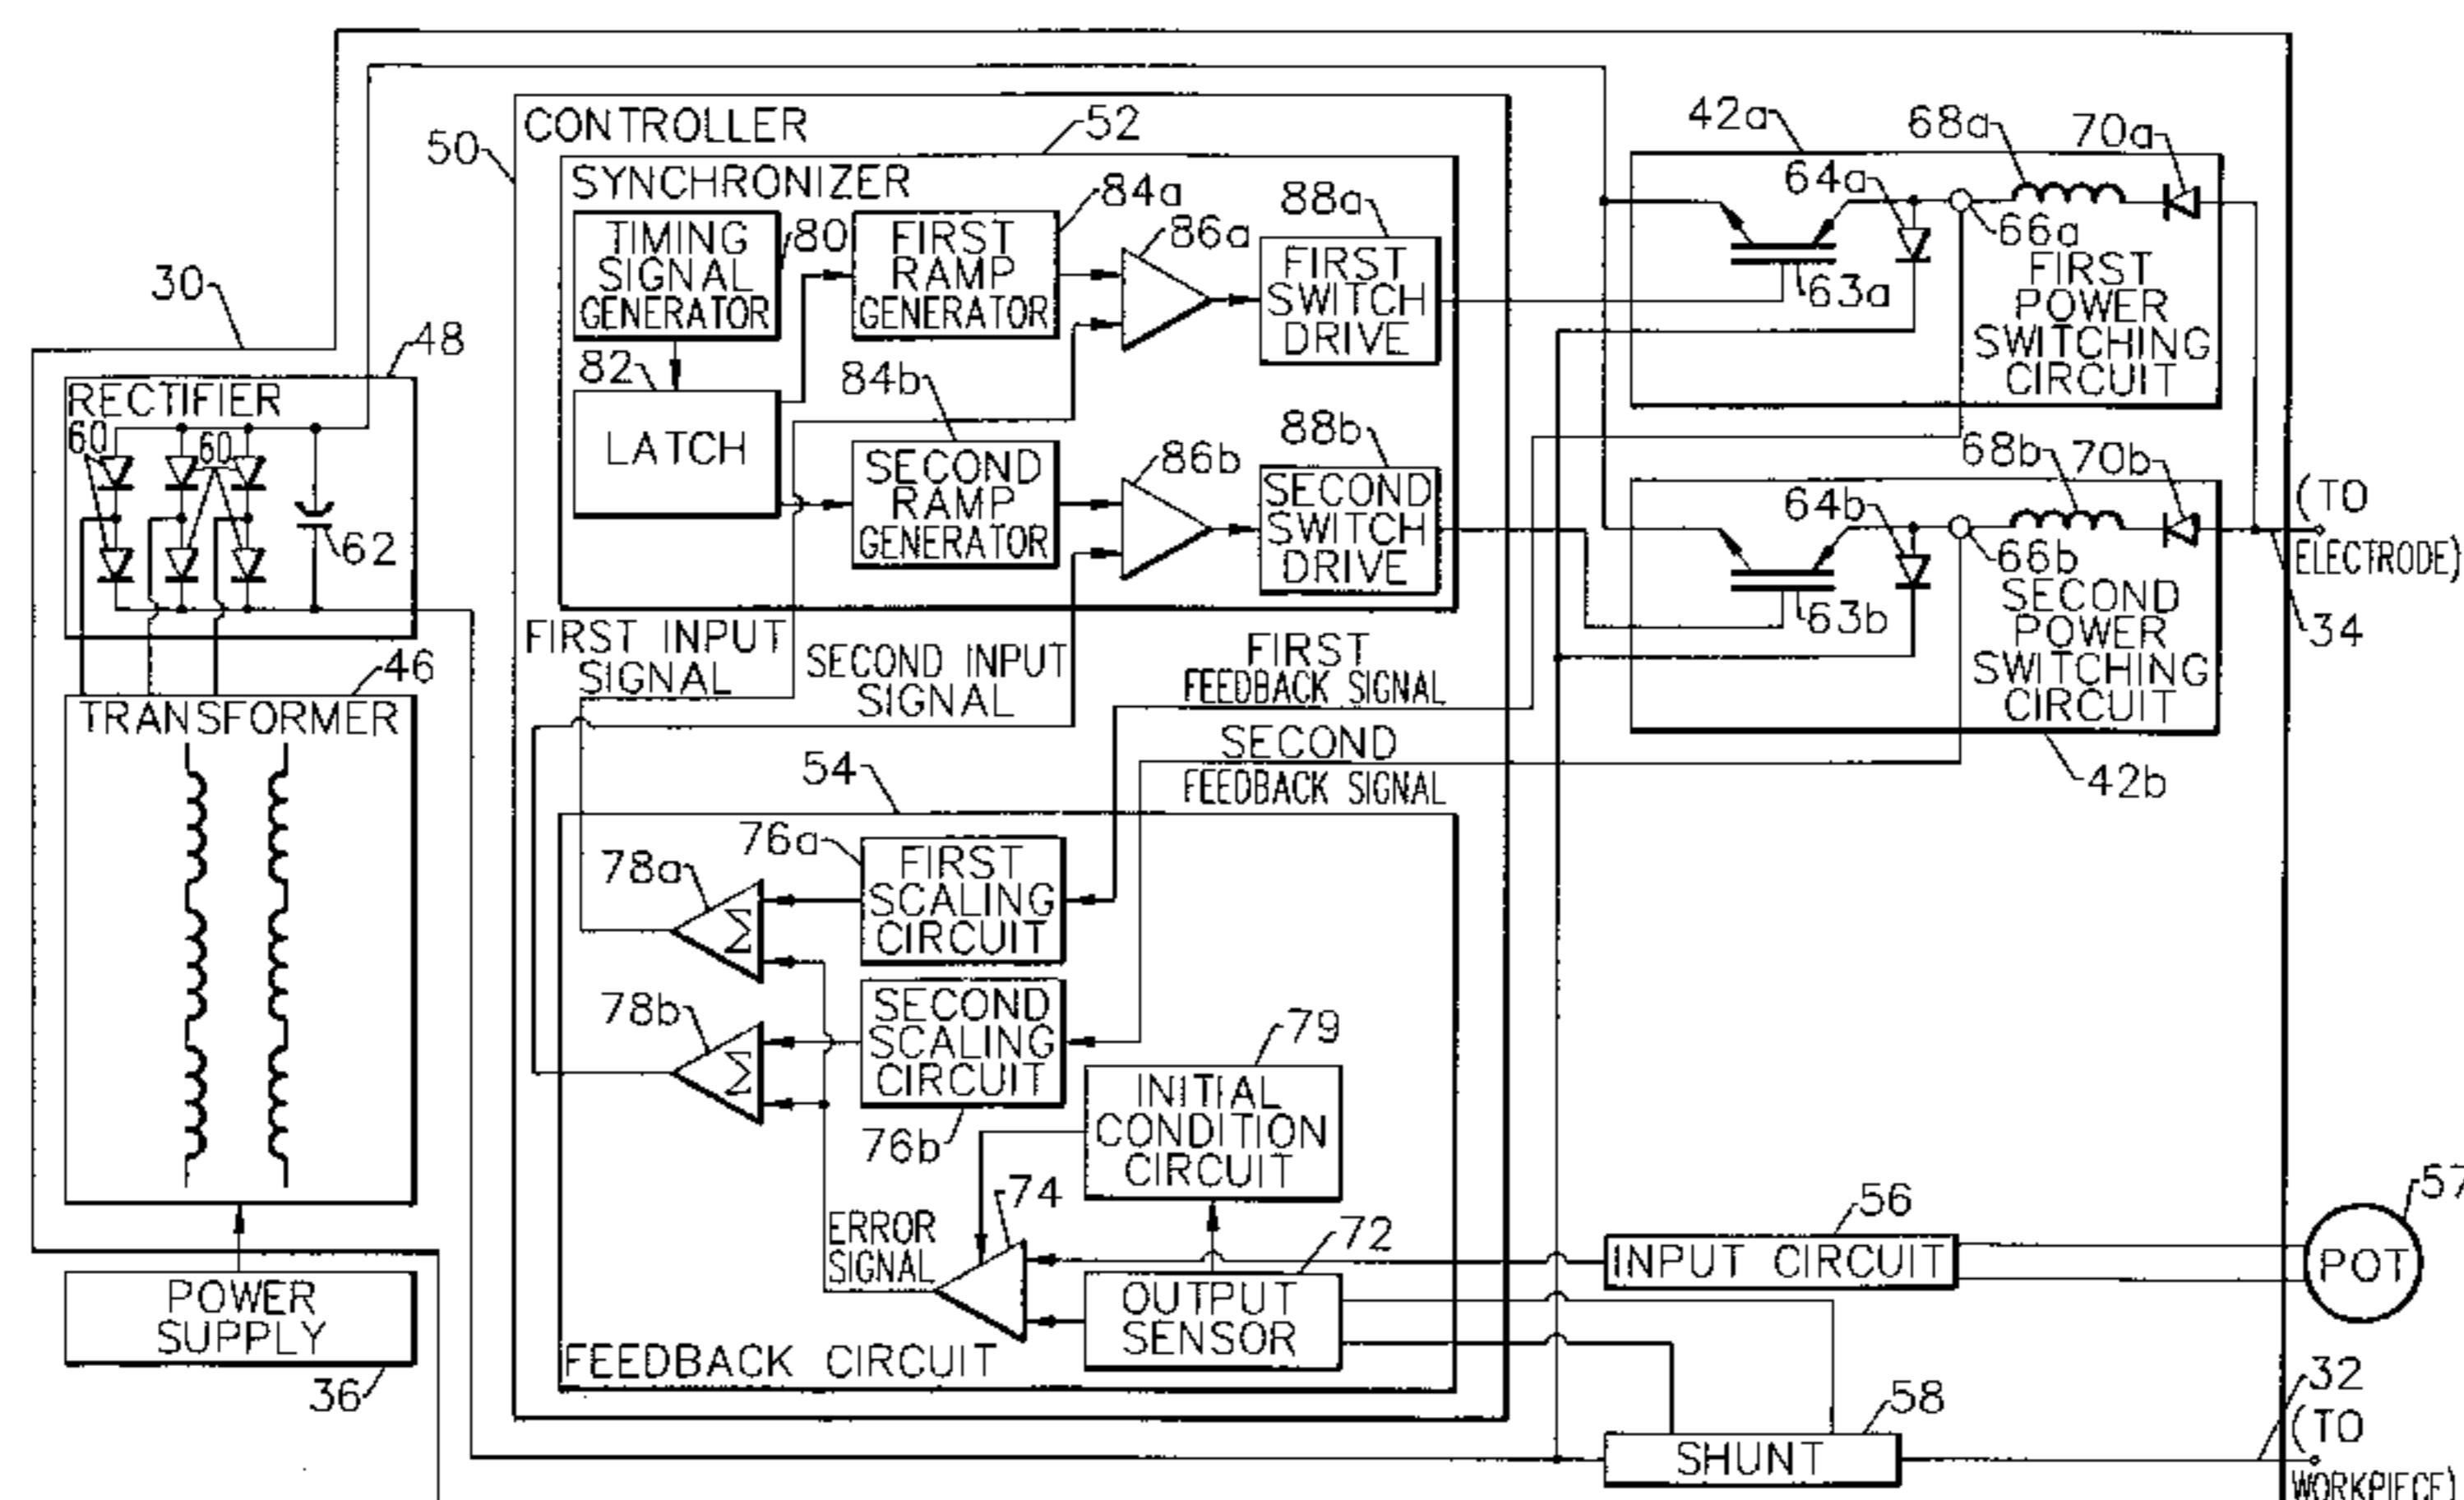 CONTROLLER
50
52
SYNCHRONIZER
TIMING
SIGNAL
GENERATOR
80
FIRST
RAMP
GENERATOR
84a
86a
88a
FIRST
SWITCH
DRIVE
82
LATCH
84b
SECOND
RAMP
GENERATOR
86b
88b
SECOND
SWITCH
DRIVE
42a
68a
70a
64a
66a
63a
FIRST
POWER
SWITCHING
CIRCUIT
68b
70b
64b
66b
63b
SECOND
POWER
SWITCHING
CIRCUIT
42b
(TO
ELECTRODE)
34
30
48
RECTIFIER
60
60
62
46
TRANSFORMER
POWER
SUPPLY
36
FIRST INPUT
SIGNAL
SECOND INPUT
SIGNAL
FIRST
FEEDBACK SIGNAL
SECOND
FEEDBACK SIGNAL
54
76a
FIRST
SCALING
CIRCUIT
78a
Σ
78b
Σ
SECOND
SCALING
CIRCUIT
76b
79
INITIAL
CONDITION
CIRCUIT
74
ERROR
SIGNAL
72
OUTPUT
SENSOR
FEEDBACK CIRCUIT
56
INPUT CIRCUIT
57
POT
58
SHUNT
32
(TO
WORKPIECE)